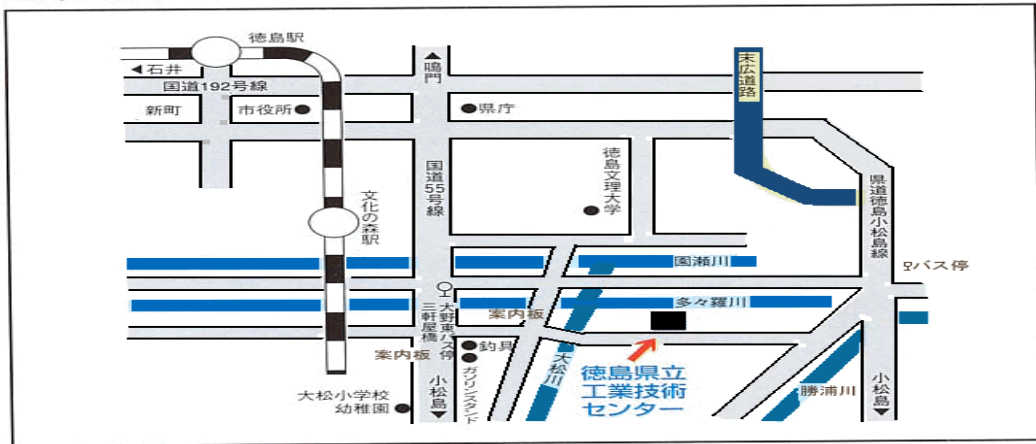 徳島駅
◀石井
国道192号線
新町
市役所
▲鳴門
県庁
末広道路
国道55号線
徳島文理大学
文化の森駅
県道徳島小松島線
園瀬川
バス停
多々羅川
大野東バス停
三軒屋橋
案内板
案内板
釣具
ガソリンスタンド
大松川
徳島県立
工業技術
センター
勝浦川
小松島▼
小松島▼
大松小学校
幼稚園